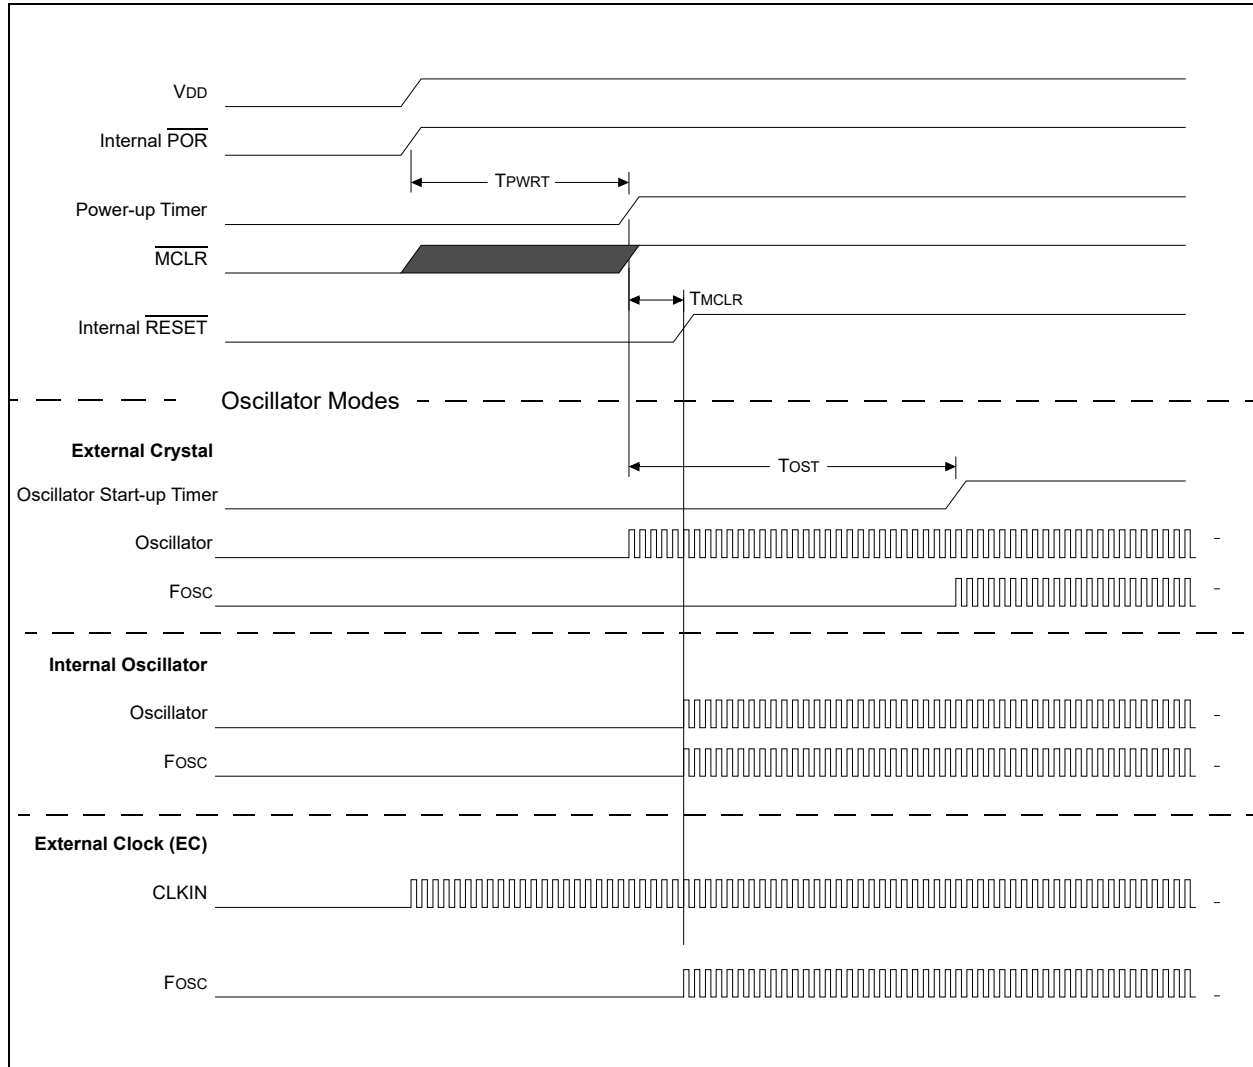 VDD
Internal POR
TPWRT
Power-up Timer
MCLR
TMCLR
Internal RESET
Oscillator Modes
External Crystal
TOST
Oscillator Start-up Timer
Oscillator
FOSC
Internal Oscillator
Oscillator
FOSC
External Clock (EC)
CLKIN
FOSC